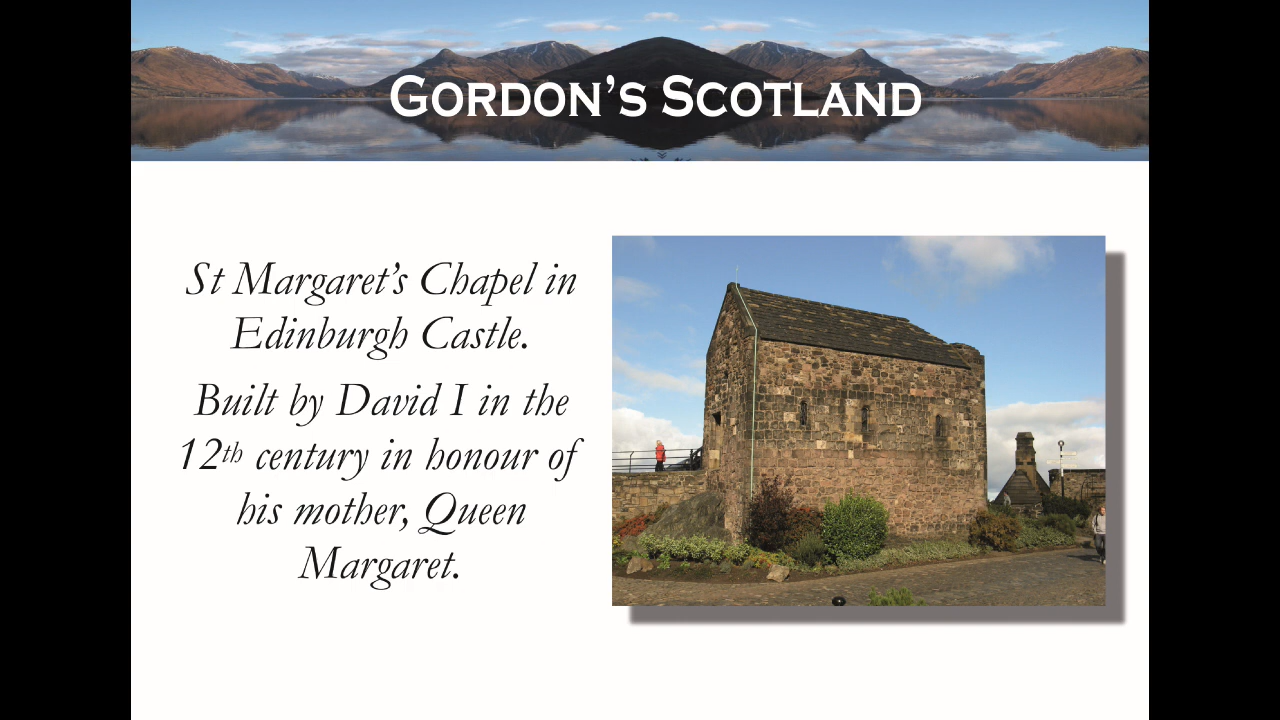 GORDON'S SCOTLAND
St Margaret's Chapel in
Edinburgh Castle.
Built by David I in the
12th century in honour of
his mother, Queen
Margaret.